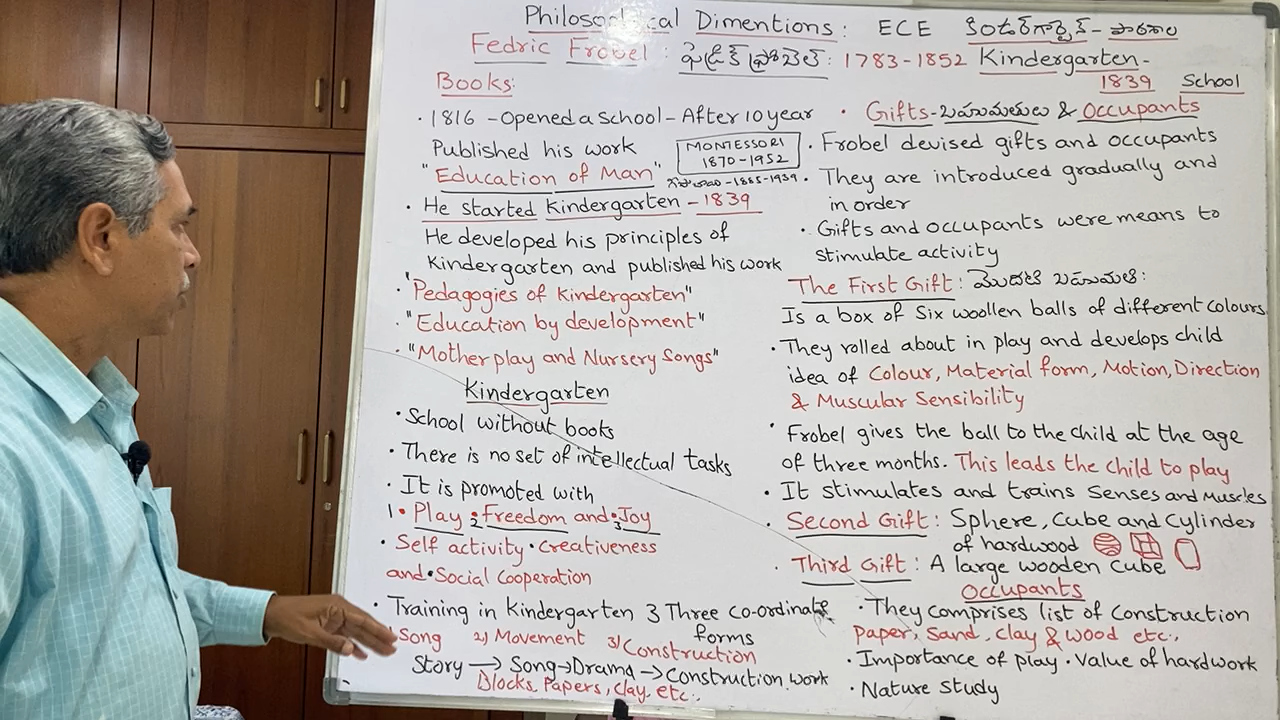 Philosophical Dimentions : ECE కిండర్‌గార్టెన్ - పాఠశాల
Fedric Frobel : ఫెడ్రిక్ ఫ్రోబెల్ : 1783-1852 Kindergarten-
1839 School
Books:
· 1816 - Opened a school - After 10 year
Published his work
"Education of Man"
MONTESSORI
1870-1952
1865-1939
· He started Kindergarten - 1839
He developed his principles of
Kindergarten and published his work
· "Pedagogies of Kindergarten"
· "Education by development"
· "Mother play and Nursery Songs"
Kindergarten
· School without books
· There is no set of intellectual tasks
· It is promoted with
1 · Play 2 · Freedom and 3 · Joy
· Self activity · Creativeness
and · Social Cooperation
· Training in Kindergarten 3 Three co-ordinate
forms
Song 2) Movement 3) Construction
Story → Song → Drama → Construction work
Blocks, Papers, clay etc.,
· Gifts - బహుమతులు & Occupants
· Frobel devised gifts and occupants
· They are introduced gradually and
in order
· Gifts and occupants were means to
stimulate activity
The First Gift : మొదటి బహుమతి :
Is a box of Six woollen balls of different colours.
· They rolled about in play and develops child
idea of Colour, Material form, Motion, Direction
& Muscular Sensibility
· Frobel gives the ball to the child at the age
of three months. This leads the child to play
· It stimulates and trains Senses and Muscles
· Second Gift : Sphere, Cube and Cylinder
of hardwood
· Third Gift : A large wooden cube
Occupants
· They comprises list of construction
Paper, Sand, clay & wood etc.,
· Importance of play · Value of hardwork
· Nature study